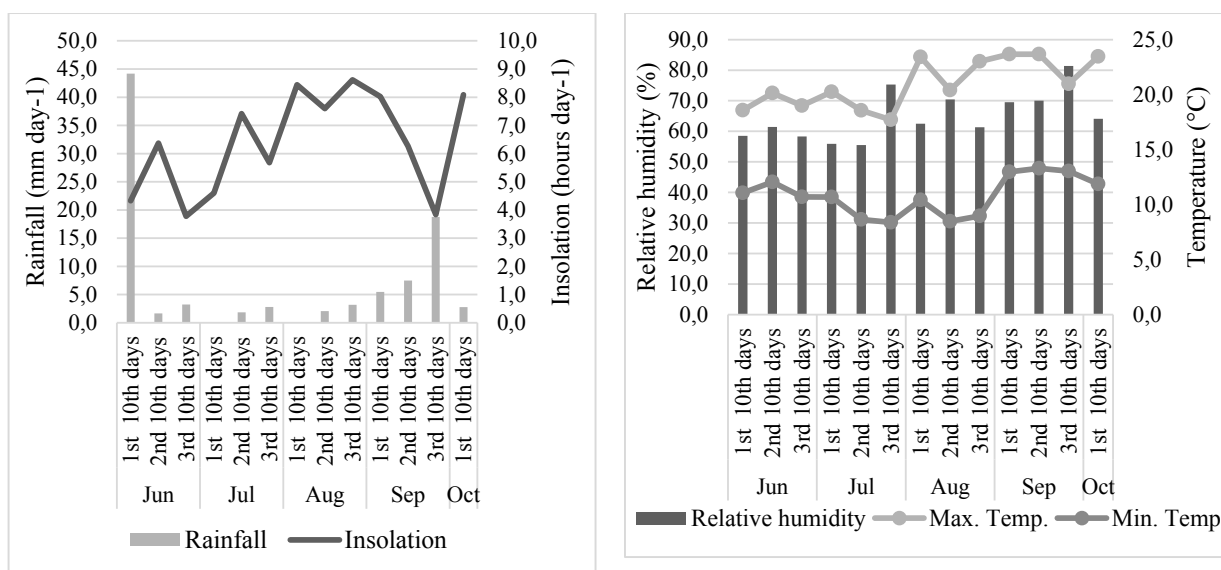 50,0
45,0
40,0
35,0
30,0
25,0
20,0
15,0
10,0
5,0
0,0
Rainfall (mm day-1)
10,0
9,0
8,0
7,0
6,0
5,0
4,0
3,0
2,0
1,0
0,0
Insolation (hours day-1)
1st 10th days
2nd 10th days
3rd 10th days
1st 10th days
2nd 10th days
3rd 10th days
1st 10th days
2nd 10th days
3rd 10th days
1st 10th days
2nd 10th days
3rd 10th days
1st 10th days
Jun Jul Aug Sep Oct
Rainfall Insolation
90,0
80,0
70,0
60,0
50,0
40,0
30,0
20,0
10,0
0,0
Relative humidity (%)
25,0
20,0
15,0
10,0
5,0
0,0
Temperature (°C)
1st 10th days
2nd 10th days
3rd 10th days
1st 10th days
2nd 10th days
3rd 10th days
1st 10th days
2nd 10th days
3rd 10th days
1st 10th days
2nd 10th days
3rd 10th days
1st 10th days
Jun Jul Aug Sep Oct
Relative humidity Max. Temp. Min. Temp